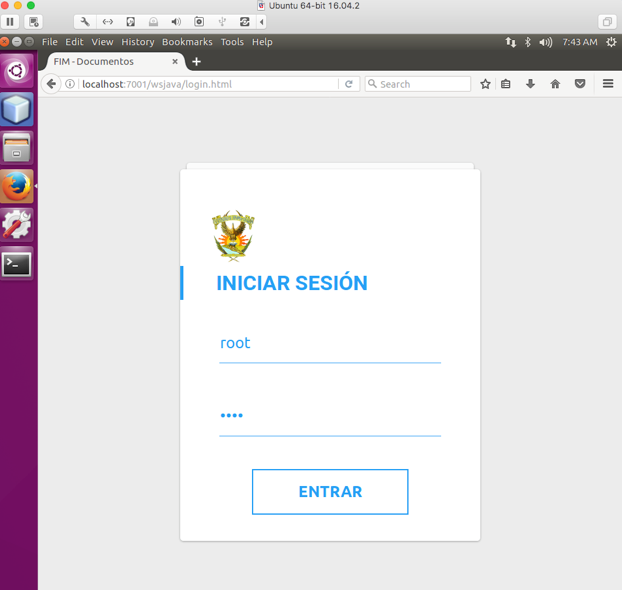 Ubuntu 64-bit 16.04.2
File Edit View History Bookmarks Tools Help
7:43 AM
FIM - Documentos
localhost:7001/wsjava/login.html
Search
INICIAR SESIÓN
root
••••
ENTRAR